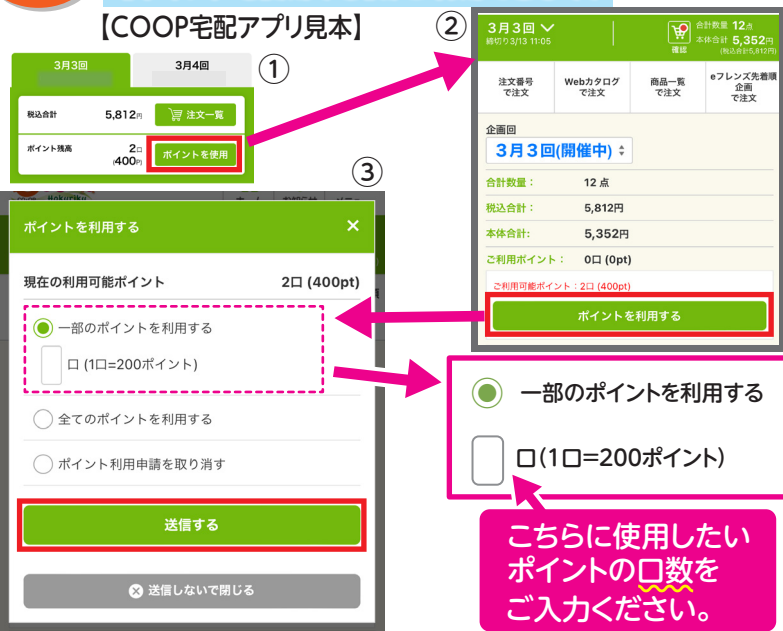 【COOP宅配アプリ見本】
①
3月3回
3月4回
税込合計
5,812円
注文一覧
ポイント残高
2口
(400P)
ポイントを使用
②
3月3回
締切り3/13 11:05
確認
合計数量 12点
本体合計 5,352円
(税込合計5,812円)
注文番号
で注文
Webカタログ
で注文
商品一覧
で注文
eフレンズ先着順
企画
で注文
企画回
3月3回(開催中)
合計数量：
12 点
税込合計：
5,812円
本体合計:
5,352円
ご利用ポイント：
0口 (0pt)
ご利用可能ポイント：2口 (400pt)
ポイントを利用する
③
ポイントを利用する
×
現在の利用可能ポイント
2口 (400pt)
一部のポイントを利用する
口 (1口=200ポイント)
全てのポイントを利用する
ポイント利用申請を取り消す
送信する
送信しないで閉じる
一部のポイントを利用する
口(1口=200ポイント)
こちらに使用したい
ポイントの口数を
ご入力ください。